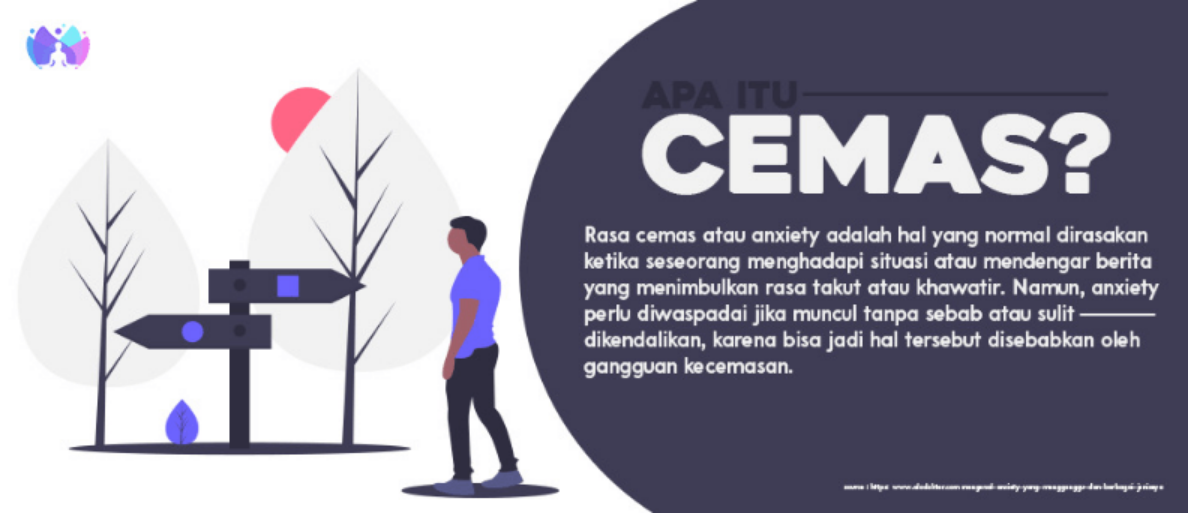 APA ITU
CEMAS?
Rasa cemas atau anxiety adalah hal yang normal dirasakan
ketika seseorang menghadapi situasi atau mendengar berita
yang menimbulkan rasa takut atau khawatir. Namun, anxiety
perlu diwaspadai jika muncul tanpa sebab atau sulit
dikendalikan, karena bisa jadi hal tersebut disebabkan oleh
gangguan kecemasan.